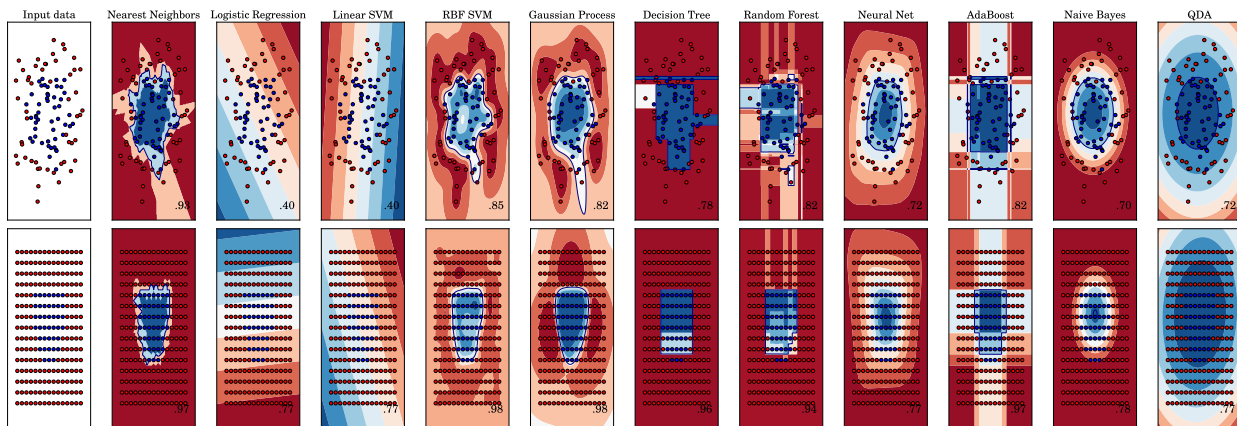 Input data Nearest Neighbors Logistic Regression Linear SVM RBF SVM Gaussian Process Decision Tree Random Forest Neural Net AdaBoost Naive Bayes QDA
.93 .40 .40 .85 .82 .78 .82 .72 .82 .70 .72
.97 .77 .77 .98 .98 .96 .94 .77 .97 .78 .77